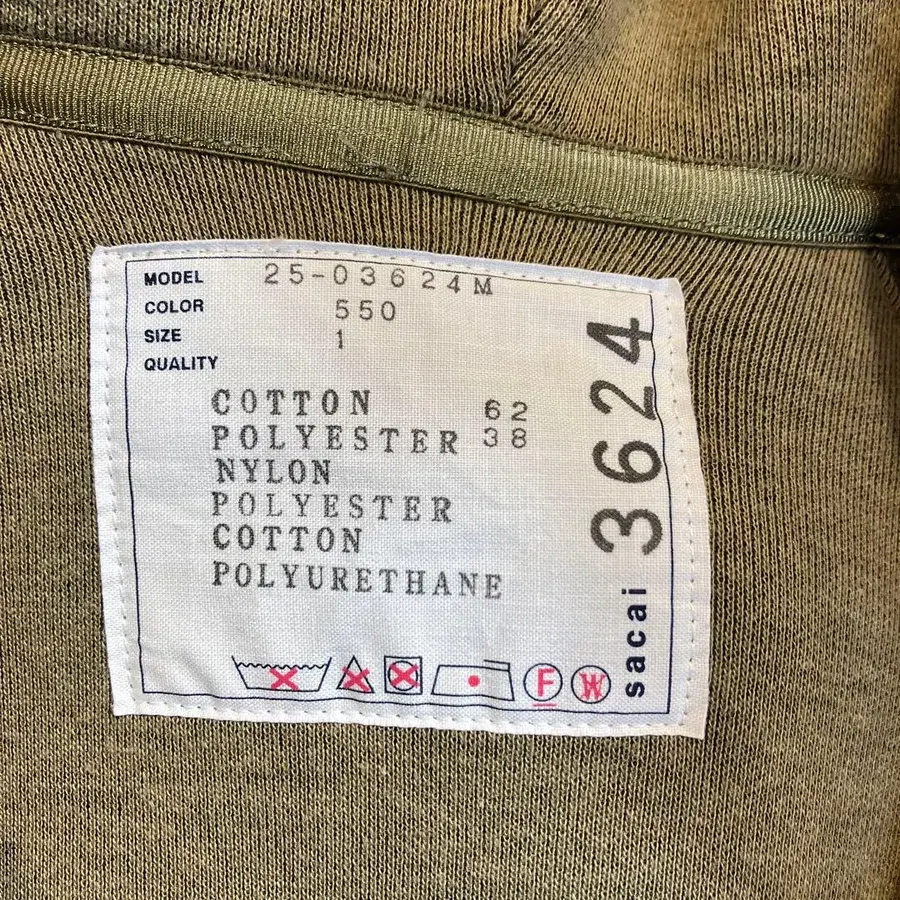 MODEL 25-03624M
COLOR 550
SIZE 1
QUALITY
COTTON 62
POLYESTER 38
NYLON
POLYESTER
COTTON
POLYURETHANE
F
W
sacai 3624